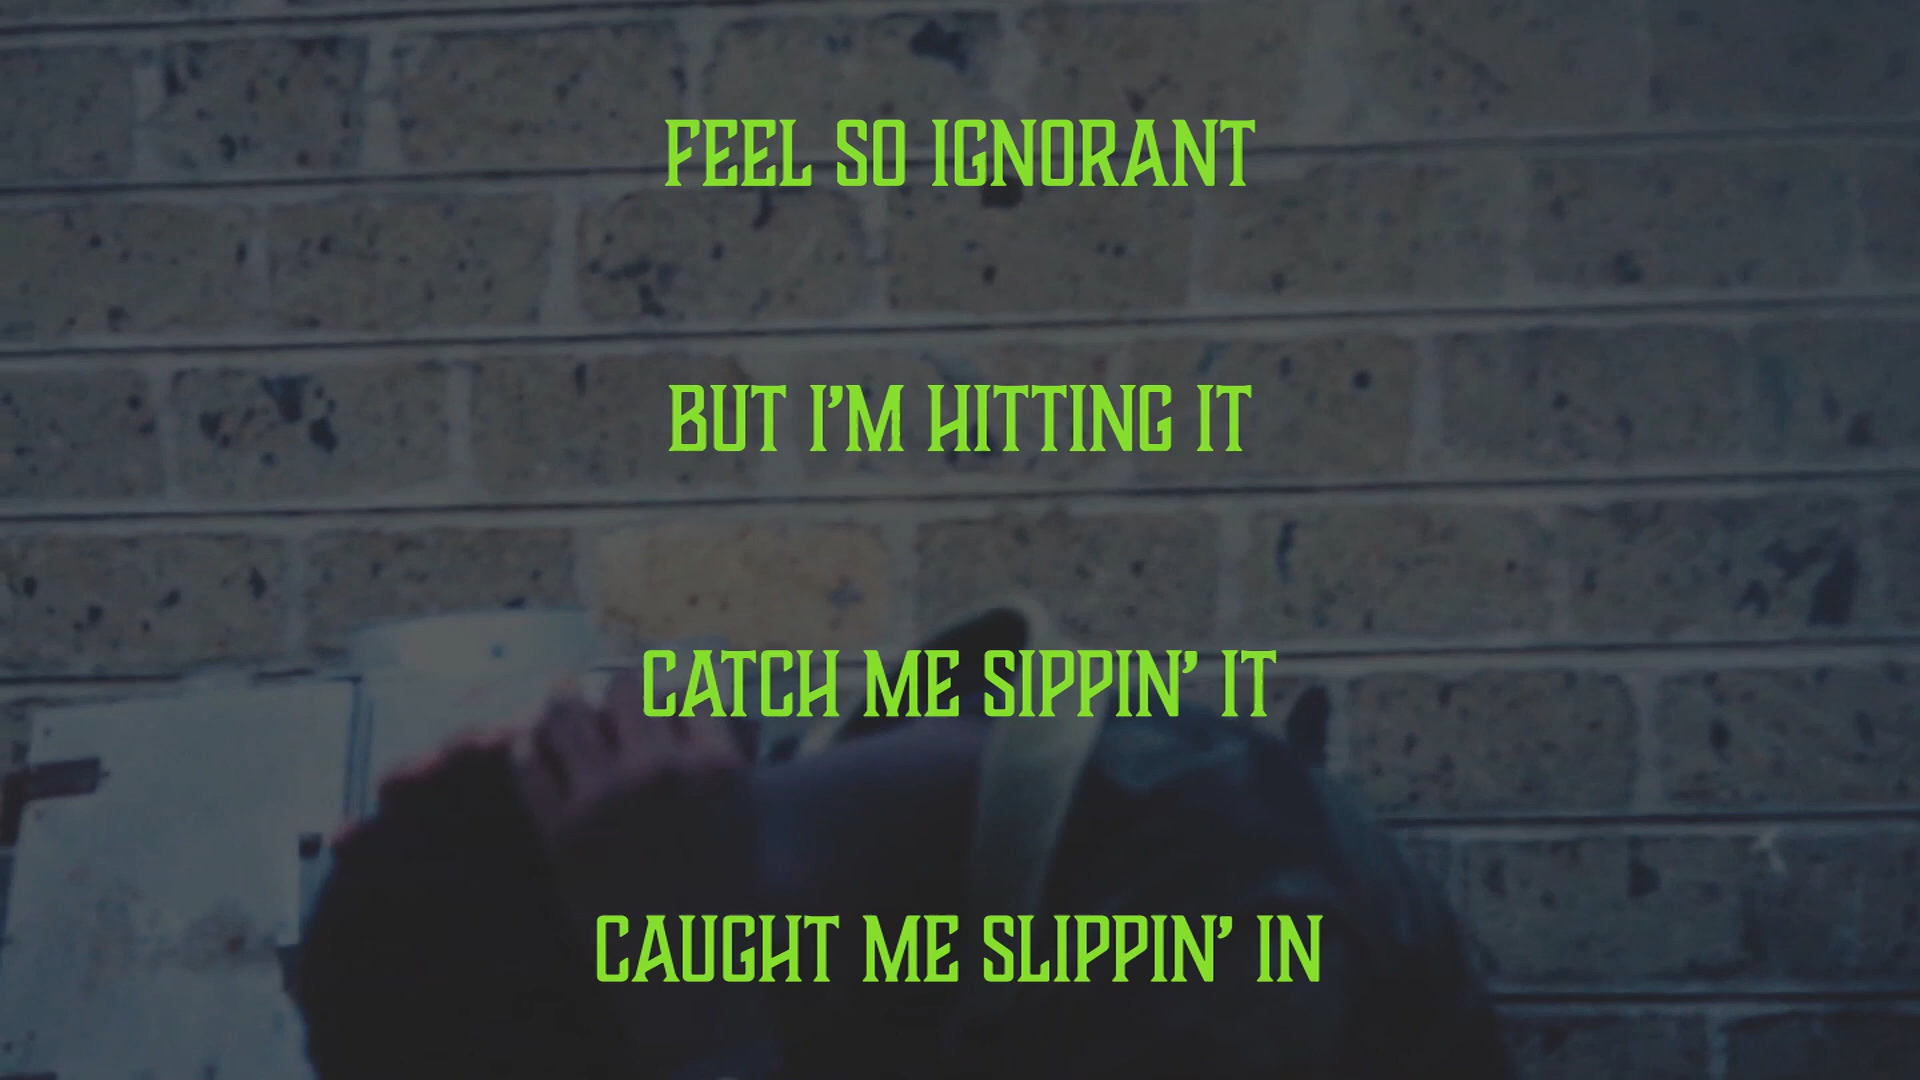 FEEL SO IGNORANT
BUT I'M HITTING IT
CATCH ME SIPPIN' IT
CAUGHT ME SLIPPIN' IN